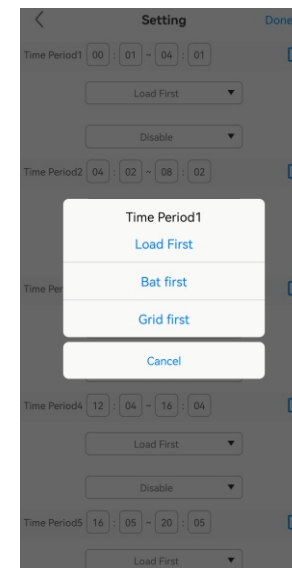 Setting Done
Time Period1 00 : 01 ~ 04 : 01
Load First
Disable
Time Period2 04 : 02 ~ 08 : 02
Time Period1
Load First
Bat first
Time Per
Grid first
Cancel
Time Period4 12 : 04 ~ 16 : 04
Load First
Disable
Time Period5 16 : 05 ~ 20 : 05
Load First